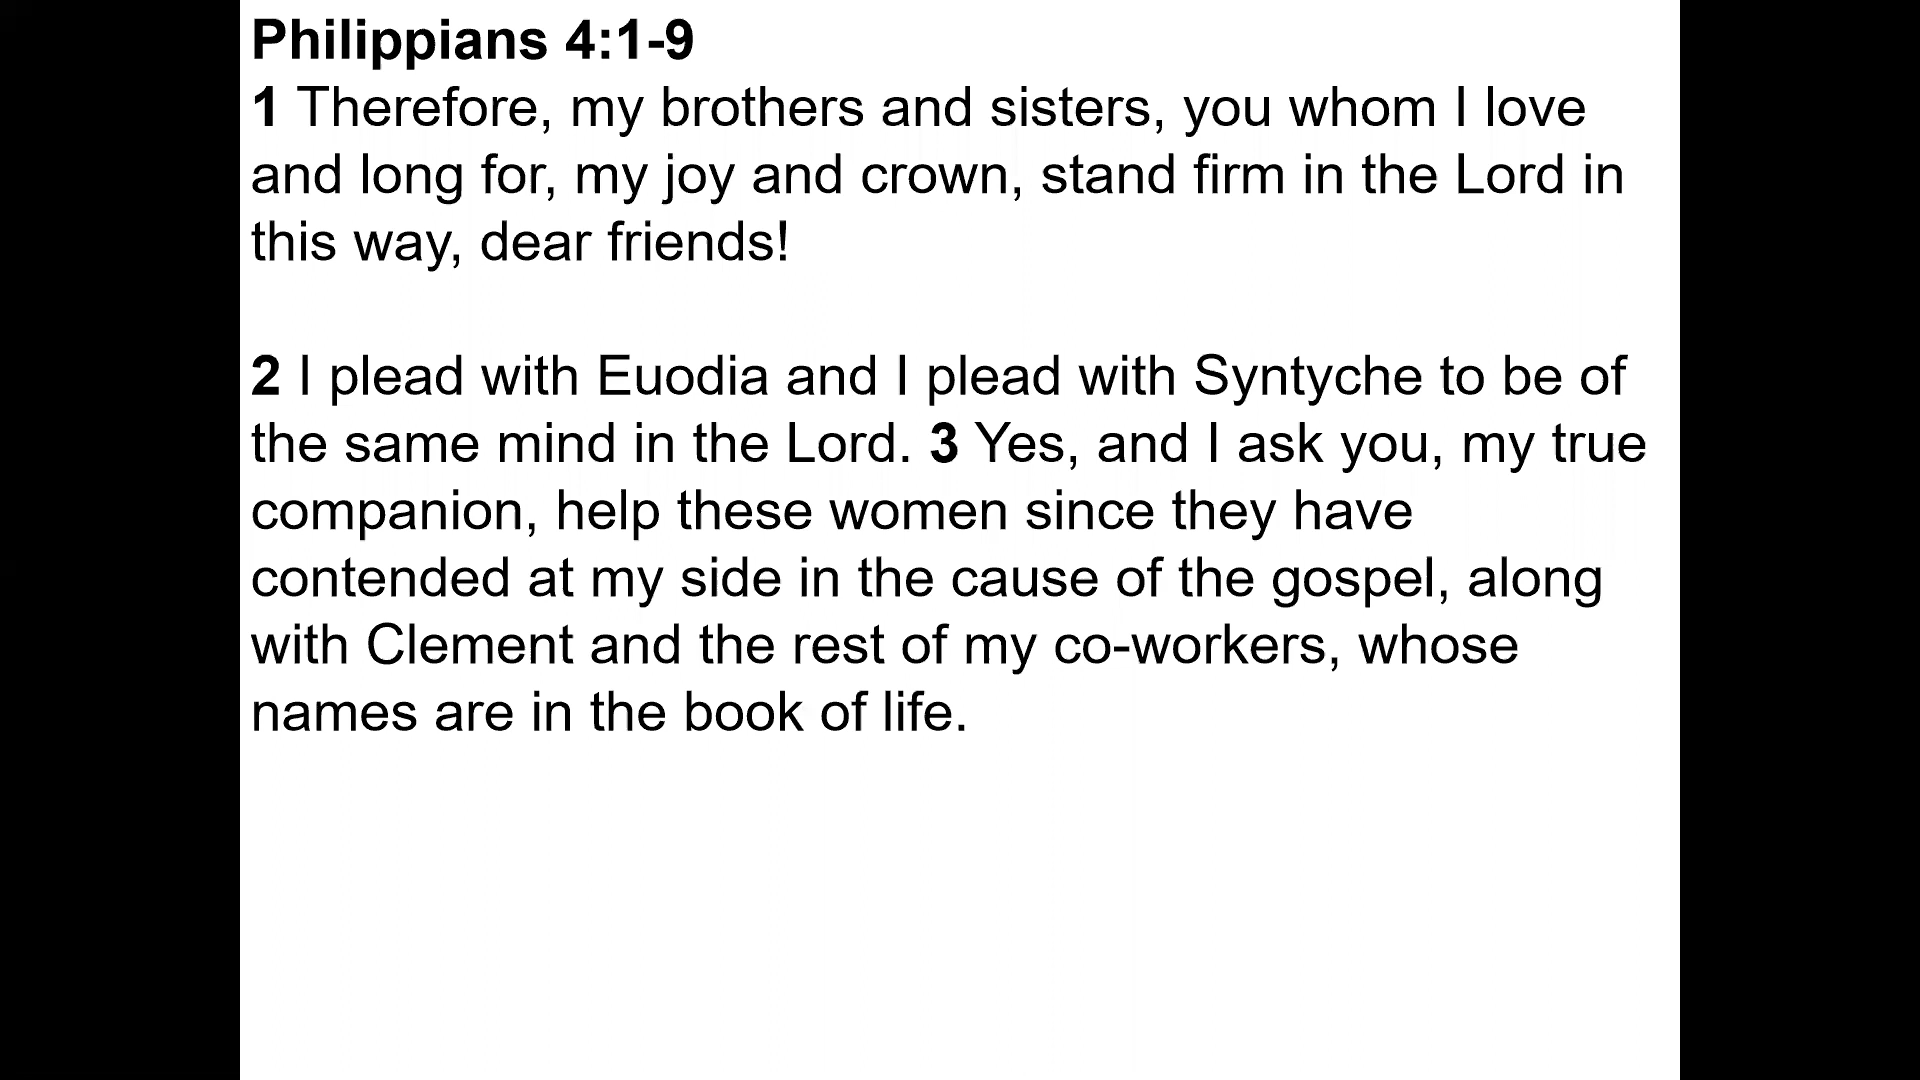 Philippians 4:1-9
1 Therefore, my brothers and sisters, you whom I love
and long for, my joy and crown, stand firm in the Lord in
this way, dear friends!
2 I plead with Euodia and I plead with Syntyche to be of
the same mind in the Lord. 3 Yes, and I ask you, my true
companion, help these women since they have
contended at my side in the cause of the gospel, along
with Clement and the rest of my co-workers, whose
names are in the book of life.